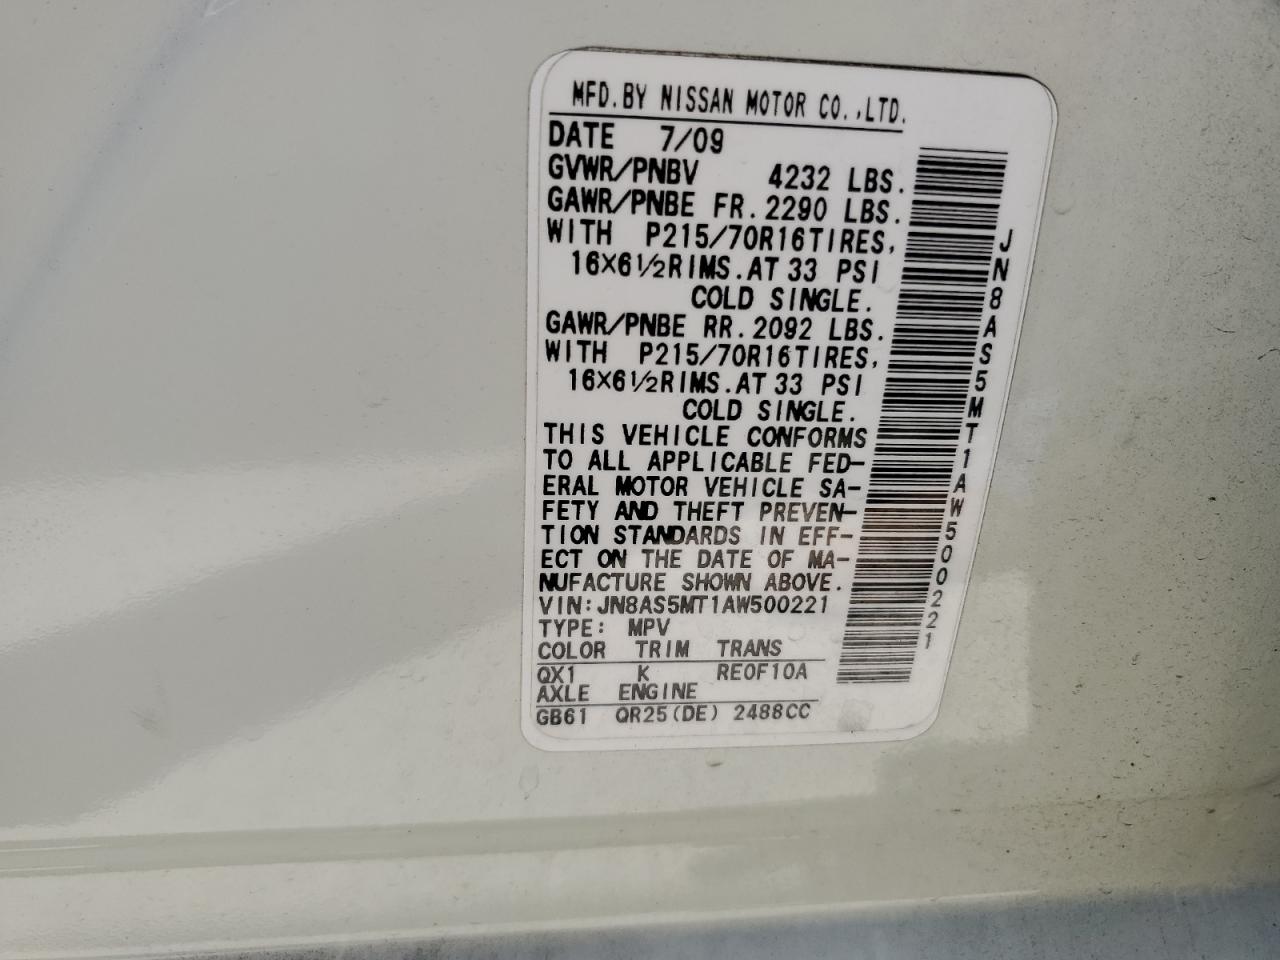 MFD.BY NISSAN MOTOR CO.,LTD.
DATE 7/09
GVWR/PNBV 4232 LBS.
GAWR/PNBE FR.2290 LBS.
WITH P215/70R16TIRES,
16X6½RIMS.AT 33 PSI
COLD SINGLE.
GAWR/PNBE RR.2092 LBS.
WITH P215/70R16TIRES,
16X6½RIMS.AT 33 PSI
COLD SINGLE.
THIS VEHICLE CONFORMS
TO ALL APPLICABLE FED-
ERAL MOTOR VEHICLE SA-
FETY AND THEFT PREVEN-
TION STANDARDS IN EFF-
ECT ON THE DATE OF MA-
NUFACTURE SHOWN ABOVE.
VIN:JN8AS5MT1AW500221
TYPE: MPV
COLOR TRIM TRANS
QX1 K RE0F10A
AXLE ENGINE
GB61 QR25(DE) 2488CC
JN8AS5MT1AW500221